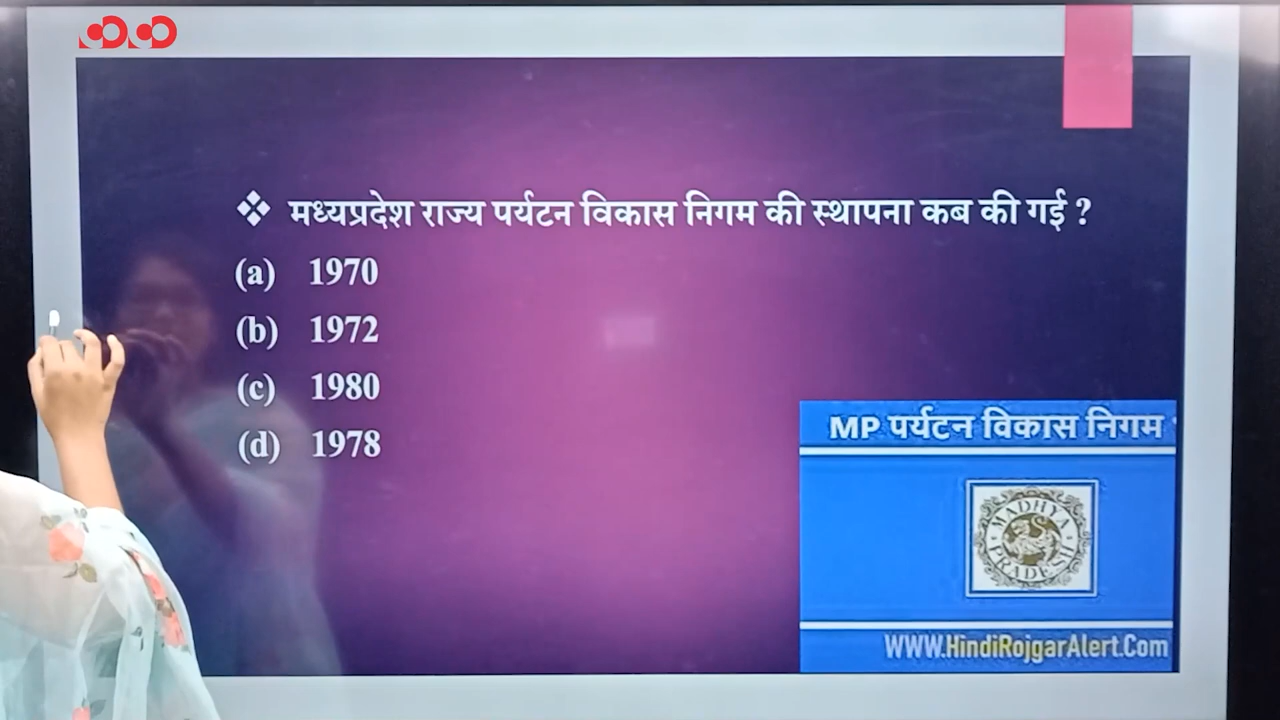 ❖ मध्यप्रदेश राज्य पर्यटन विकास निगम की स्थापना कब की गई ?
(a) 1970
(b) 1972
(c) 1980
(d) 1978
MP पर्यटन विकास निगम
MADHYA
PRADESH
WWW.HindiRojgarAlert.Com